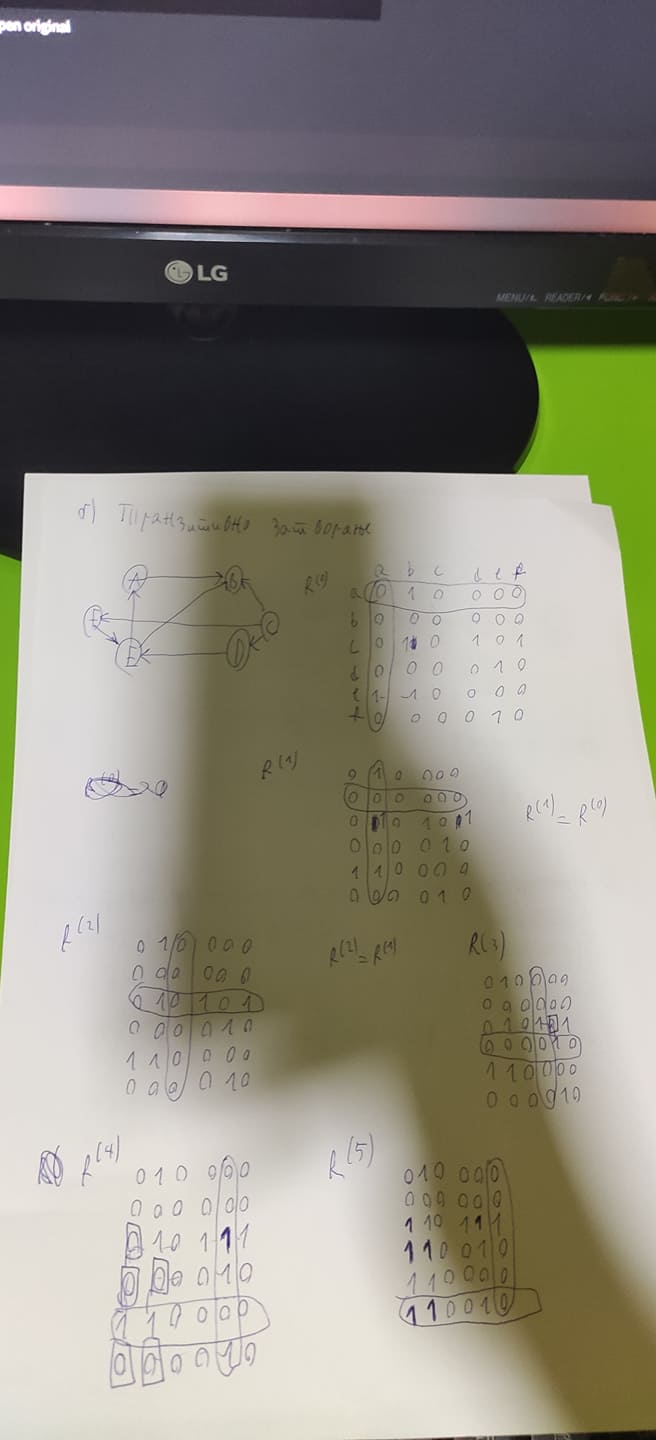 pen original
LG
MENU/ READER/
б) Транзитивно затворање
A B
F C
E D
R(0)
a b c d e f
a 0 1 0 0 0 0
b 0 0 0 0 0 0
c 0 1 0 1 0 1
d 0 0 0 0 1 0
e 1 1 0 0 0 0
f 0 0 0 0 1 0
R(1)
0 1 0 0 0 0
0 0 0 0 0 0
0 1 0 1 0 1
0 0 0 0 1 0
1 1 0 0 0 0
0 0 0 0 1 0
R(1) = R(0)
R(2)
0 1 0 0 0 0
0 0 0 0 0 0
0 1 0 1 0 1
0 0 0 0 1 0
1 1 0 0 0 0
0 0 0 0 1 0
R(2) = R(1)
R(3)
0 1 0 0 0 0
0 0 0 0 0 0
0 1 0 1 0 1
0 0 0 0 1 0
1 1 0 0 0 0
0 0 0 0 1 0
R(4)
0 1 0 0 0 0
0 0 0 0 0 0
0 1 0 1 1 1
0 0 0 0 1 0
1 1 0 0 0 0
0 0 0 0 1 0
R(5)
0 1 0 0 0 0
0 0 0 0 0 0
1 1 0 1 1 1
1 1 0 0 1 0
1 1 0 0 0 0
1 1 0 0 1 0